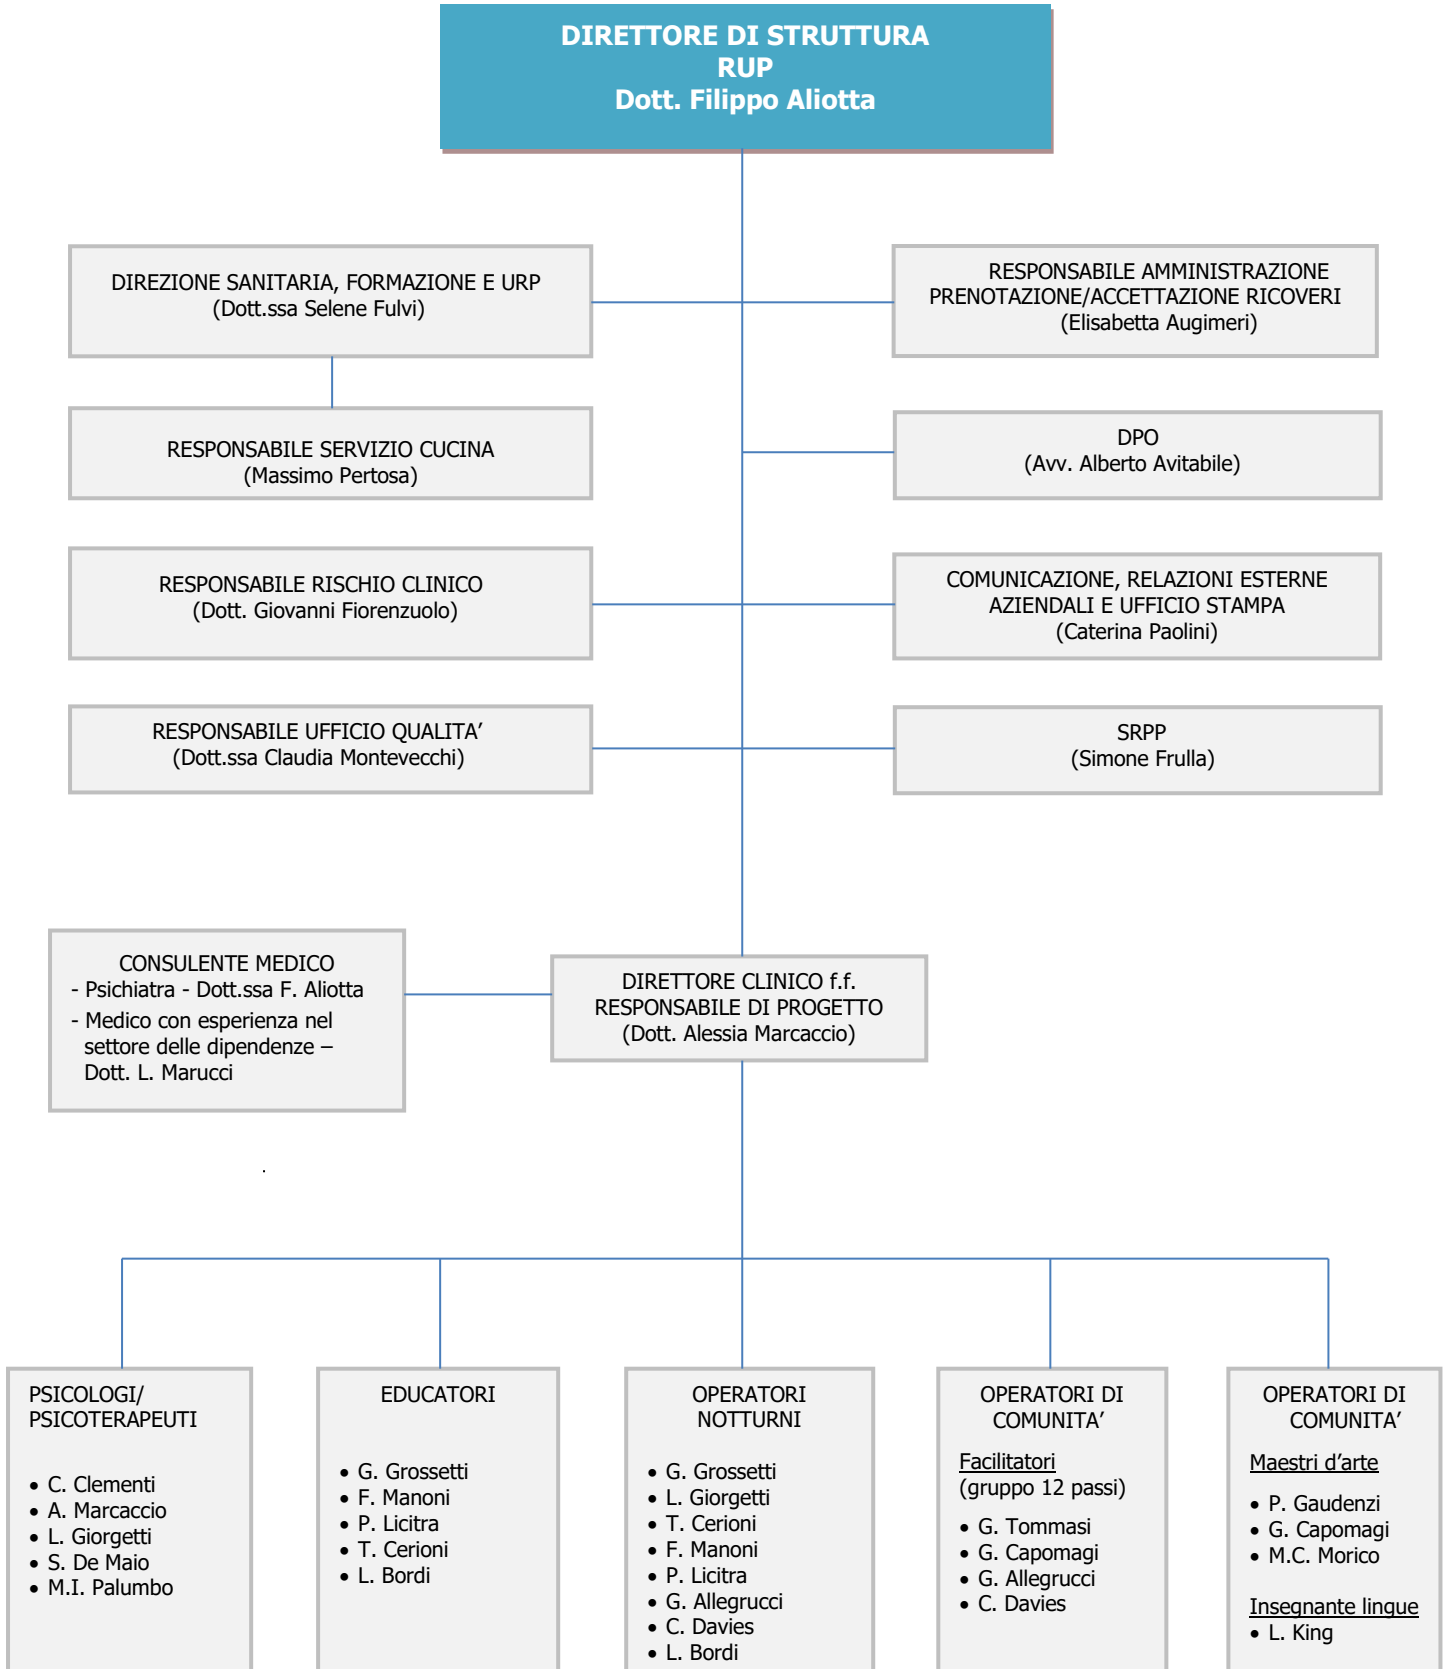 DIRETTORE DI STRUTTURA
RUP
Dott. Filippo Aliotta
DIREZIONE SANITARIA, FORMAZIONE E URP
(Dott.ssa Selene Fulvi)
RESPONSABILE AMMINISTRAZIONE
PRENOTAZIONE/ACCETTAZIONE RICOVERI
(Elisabetta Augimeri)
RESPONSABILE SERVIZIO CUCINA
(Massimo Pertosa)
DPO
(Avv. Alberto Avitabile)
RESPONSABILE RISCHIO CLINICO
(Dott. Giovanni Fiorenzuolo)
COMUNICAZIONE, RELAZIONI ESTERNE
AZIENDALI E UFFICIO STAMPA
(Caterina Paolini)
RESPONSABILE UFFICIO QUALITA’
(Dott.ssa Claudia Montevecchi)
SRPP
(Simone Frulla)
CONSULENTE MEDICO
- Psichiatra - Dott.ssa F. Aliotta
- Medico con esperienza nel
settore delle dipendenze –
Dott. L. Marucci
DIRETTORE CLINICO f.f.
RESPONSABILE DI PROGETTO
(Dott. Alessia Marcaccio)
.
PSICOLOGI/
PSICOTERAPEUTI
• C. Clementi
• A. Marcaccio
• L. Giorgetti
• S. De Maio
• M.I. Palumbo
EDUCATORI
• G. Grossetti
• F. Manoni
• P. Licitra
• T. Cerioni
• L. Bordi
OPERATORI
NOTTURNI
• G. Grossetti
• L. Giorgetti
• T. Cerioni
• F. Manoni
• P. Licitra
• G. Allegrucci
• C. Davies
• L. Bordi
OPERATORI DI
COMUNITA’
Facilitatori
(gruppo 12 passi)
• G. Tommasi
• G. Capomagi
• G. Allegrucci
• C. Davies
OPERATORI DI
COMUNITA’
Maestri d’arte
• P. Gaudenzi
• G. Capomagi
• M.C. Morico
Insegnante lingue
• L. King